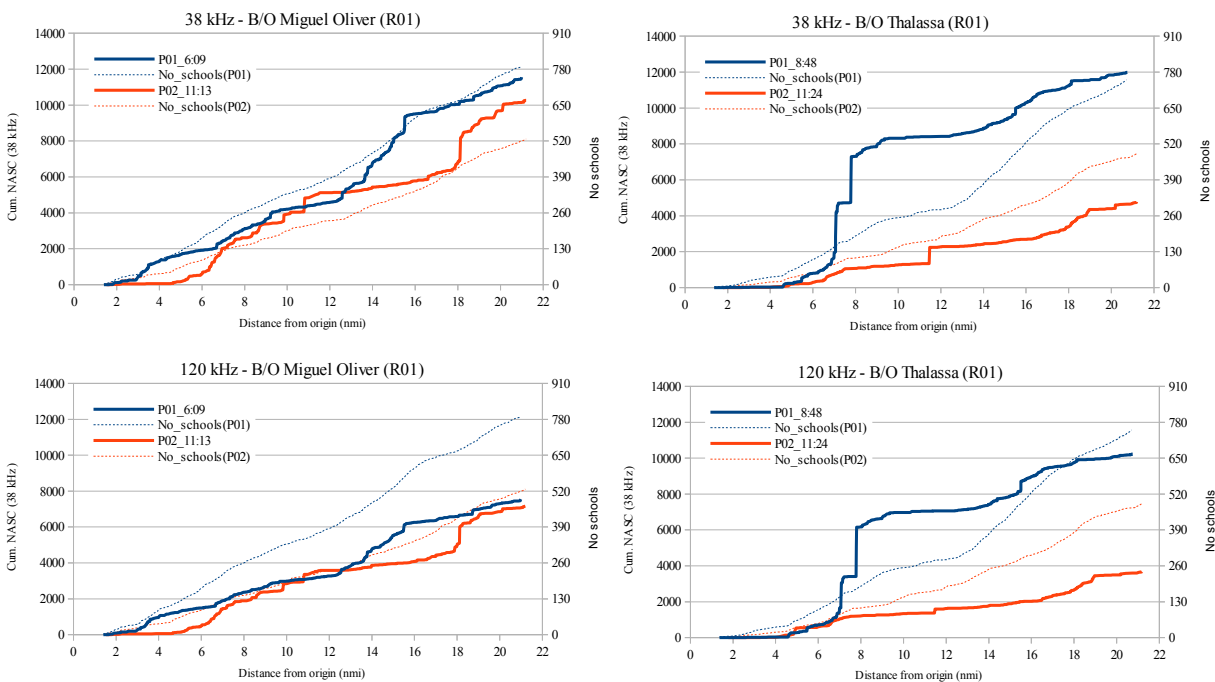 38 kHz - B/O Miguel Oliver (R01)
14000
12000
10000
8000
6000
4000
2000
0
Cum. NASC (38 kHz)
P01_6:09
No_schools(P01)
P02_11:13
No_schools(P02)
910
780
650
520
390
260
130
0
No schools
0 2 4 6 8 10 12 14 16 18 20 22
Distance from origin (nmi)
38 kHz - B/O Thalassa (R01)
14000
12000
10000
8000
6000
4000
2000
0
Cum. NASC (38 kHz)
P01_8:48
No_schools(P01)
P02_11:24
No_schools(P02)
910
780
650
520
390
260
130
0
No schools
0 2 4 6 8 10 12 14 16 18 20 22
Distance from origin (nmi)
120 kHz - B/O Miguel Oliver (R01)
14000
12000
10000
8000
6000
4000
2000
0
Cum. NASC (38 kHz)
P01_6:09
No_schools(P01)
P02_11:13
No_schools(P02)
910
780
650
520
390
260
130
0
No schools
0 2 4 6 8 10 12 14 16 18 20 22
Distance from origin (nmi)
120 kHz - B/O Thalassa (R01)
14000
12000
10000
8000
6000
4000
2000
0
Cum. NASC (38 kHz)
P01_8:48
No_schools(P01)
P02_11:24
No_schools(P02)
910
780
650
520
390
260
130
0
No schools
0 2 4 6 8 10 12 14 16 18 20 22
Distance from origin (nmi)